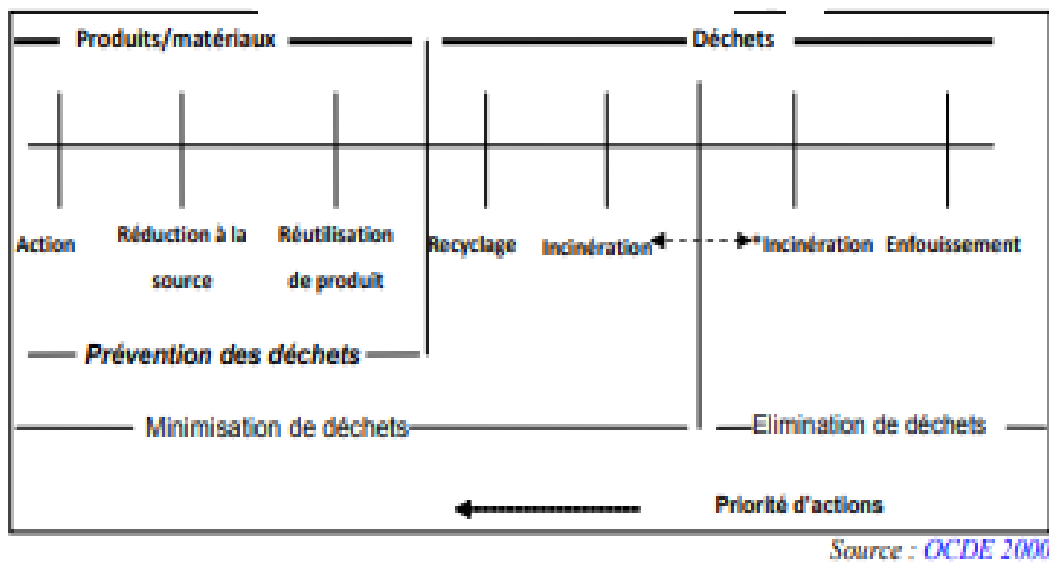 Produits/matériaux Déchets
Action Réduction à la source Réutilisation de produit Recyclage Incinération *Incinération Enfouissement
Prévention des déchets
Minimisation de déchets Elimination de déchets
Priorité d'actions
Source : OCDE 2000